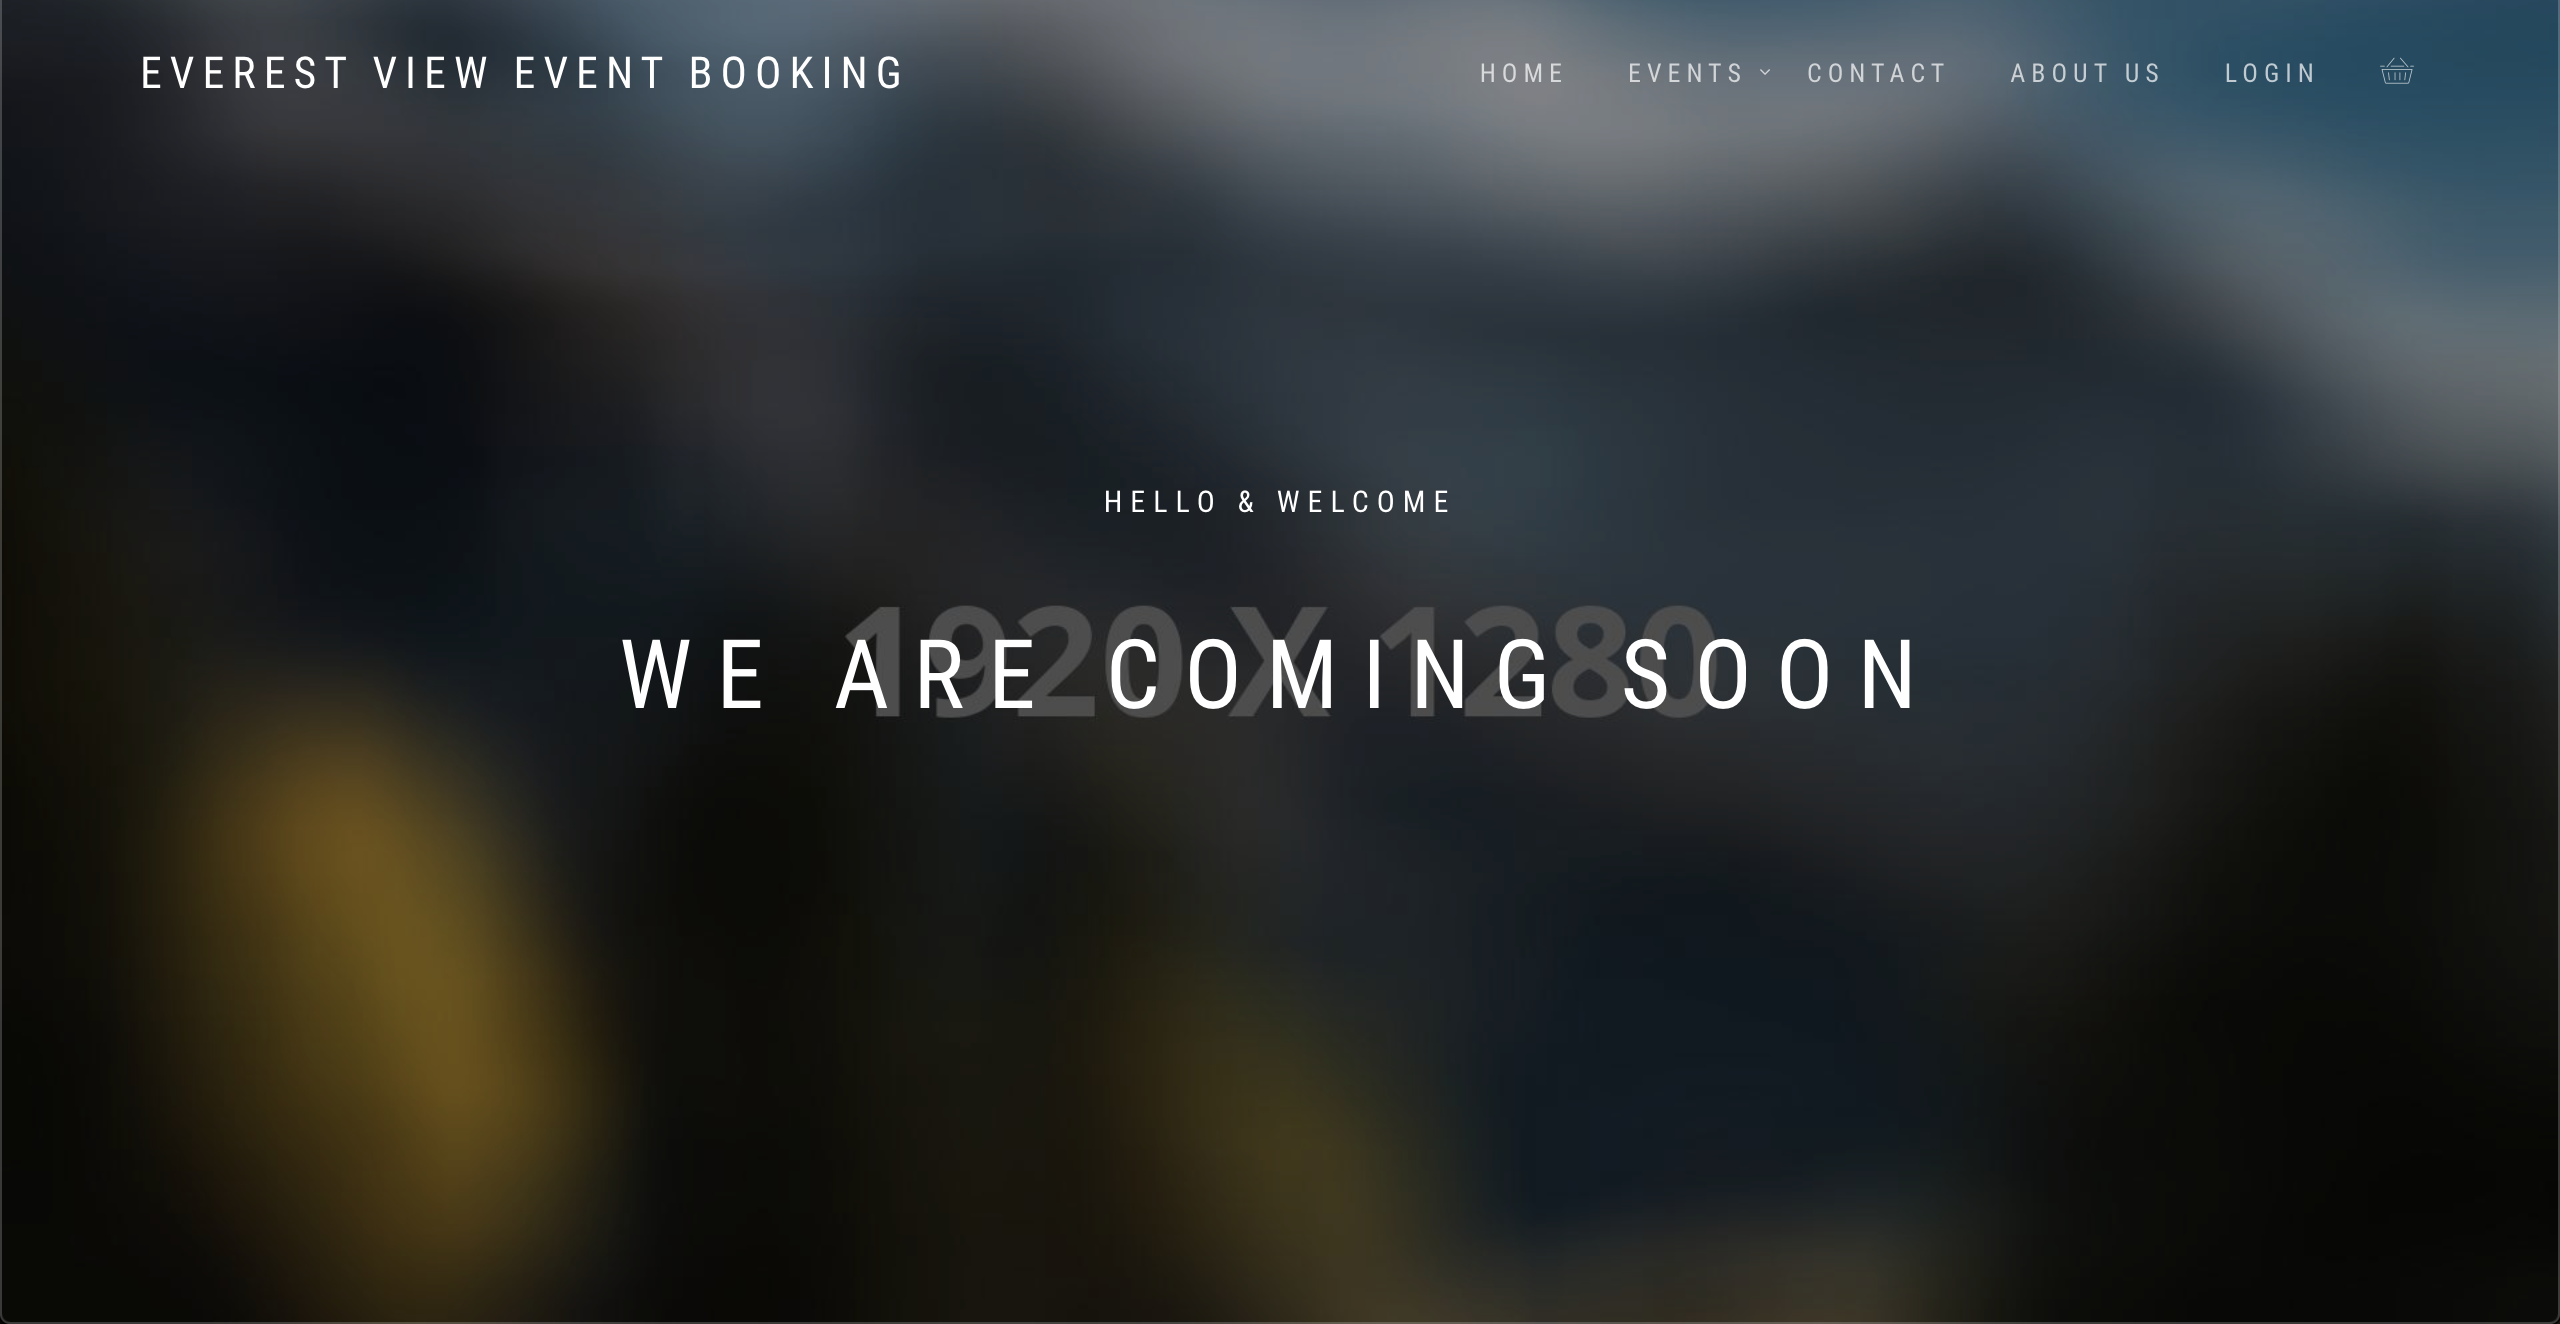 EVEREST VIEW EVENT BOOKING
HOME EVENTS CONTACT ABOUT US LOGIN
HELLO & WELCOME
1920 X 1280
WE ARE COMING SOON